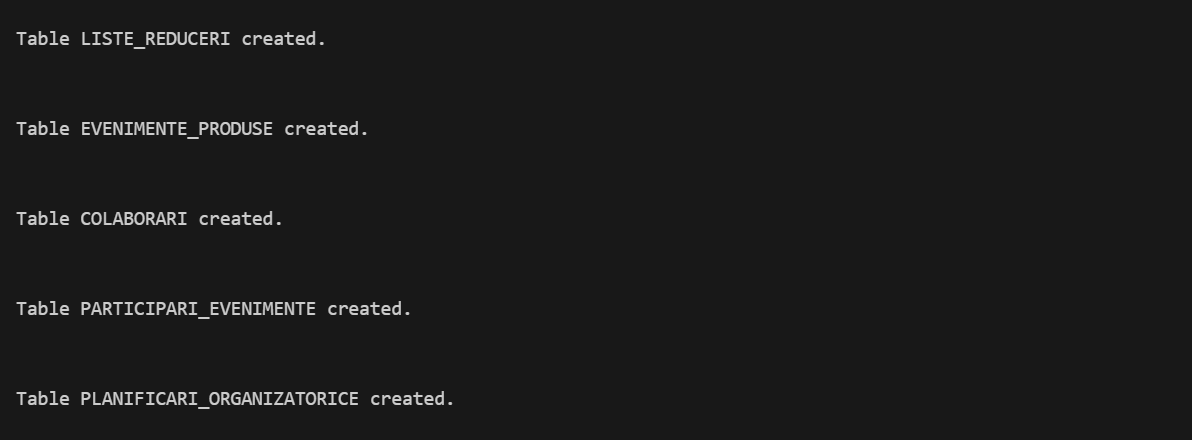 Table LISTE_REDUCERI created.
Table EVENIMENTE_PRODUSE created.
Table COLABORARI created.
Table PARTICIPARI_EVENIMENTE created.
Table PLANIFICARI_ORGANIZATORICE created.